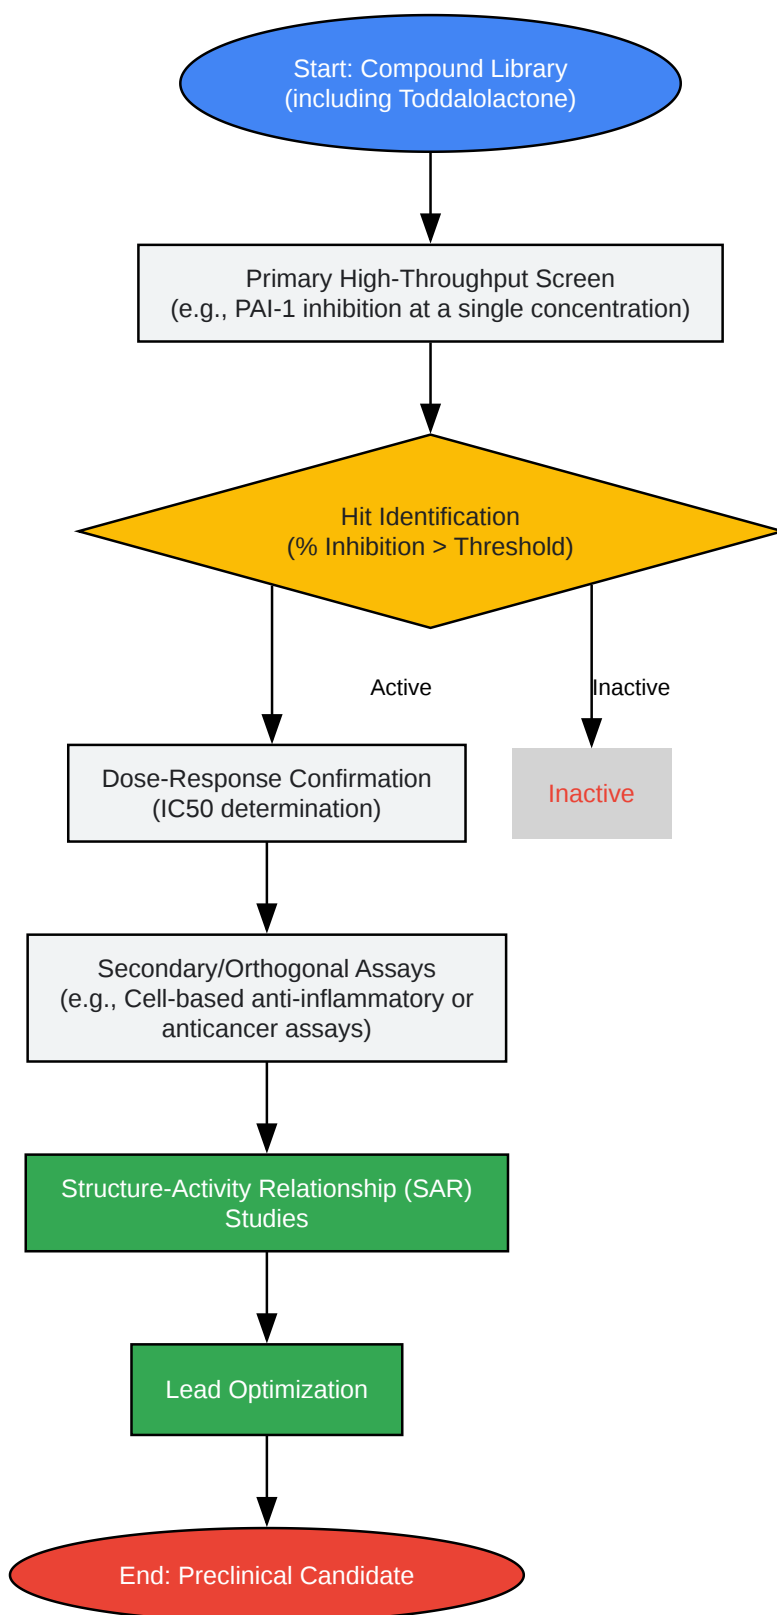 Start: Compound Library
(including Toddalolactone)
Primary High-Throughput Screen
(e.g., PAI-1 inhibition at a single concentration)
Hit Identification
(% Inhibition > Threshold)
Active
Inactive
Dose-Response Confirmation
(IC50 determination)
Inactive
Secondary/Orthogonal Assays
(e.g., Cell-based anti-inflammatory or
anticancer assays)
Structure-Activity Relationship (SAR)
Studies
Lead Optimization
End: Preclinical Candidate